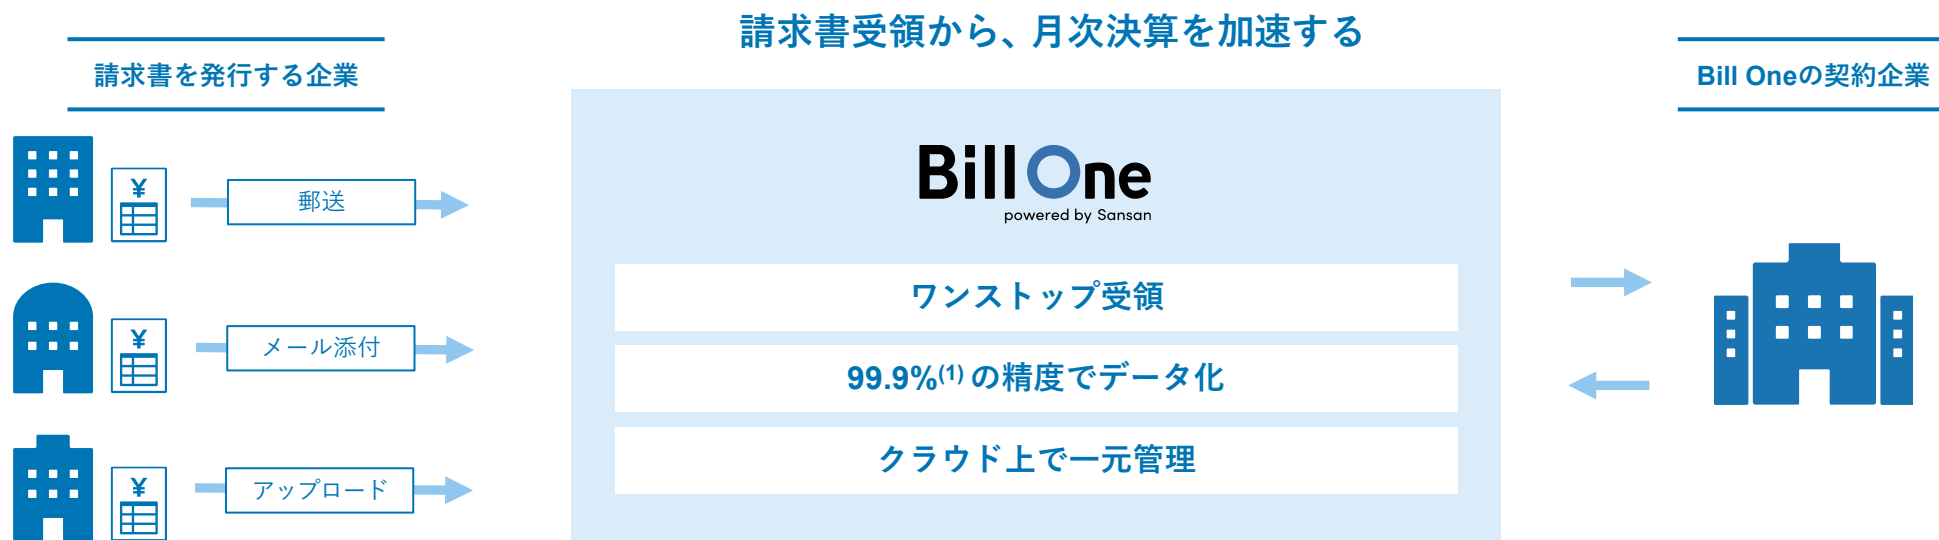 請求書受領から、月次決算を加速する
請求書を発行する企業
¥
郵送
¥
メール添付
¥
アップロード
Bill One
powered by Sansan
ワンストップ受領
99.9%(1) の精度でデータ化
クラウド上で一元管理
Bill Oneの契約企業